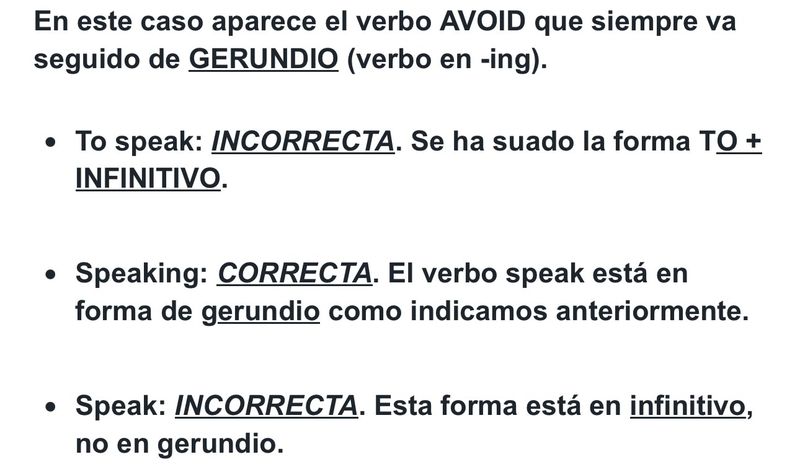 En este caso aparece el verbo AVOID que siempre va
seguido de GERUNDIO (verbo en -ing).
• To speak: INCORRECTA. Se ha suado la forma TO +
INFINITIVO.
• Speaking: CORRECTA. El verbo speak está en
forma de gerundio como indicamos anteriormente.
• Speak: INCORRECTA. Esta forma está en infinitivo,
no en gerundio.